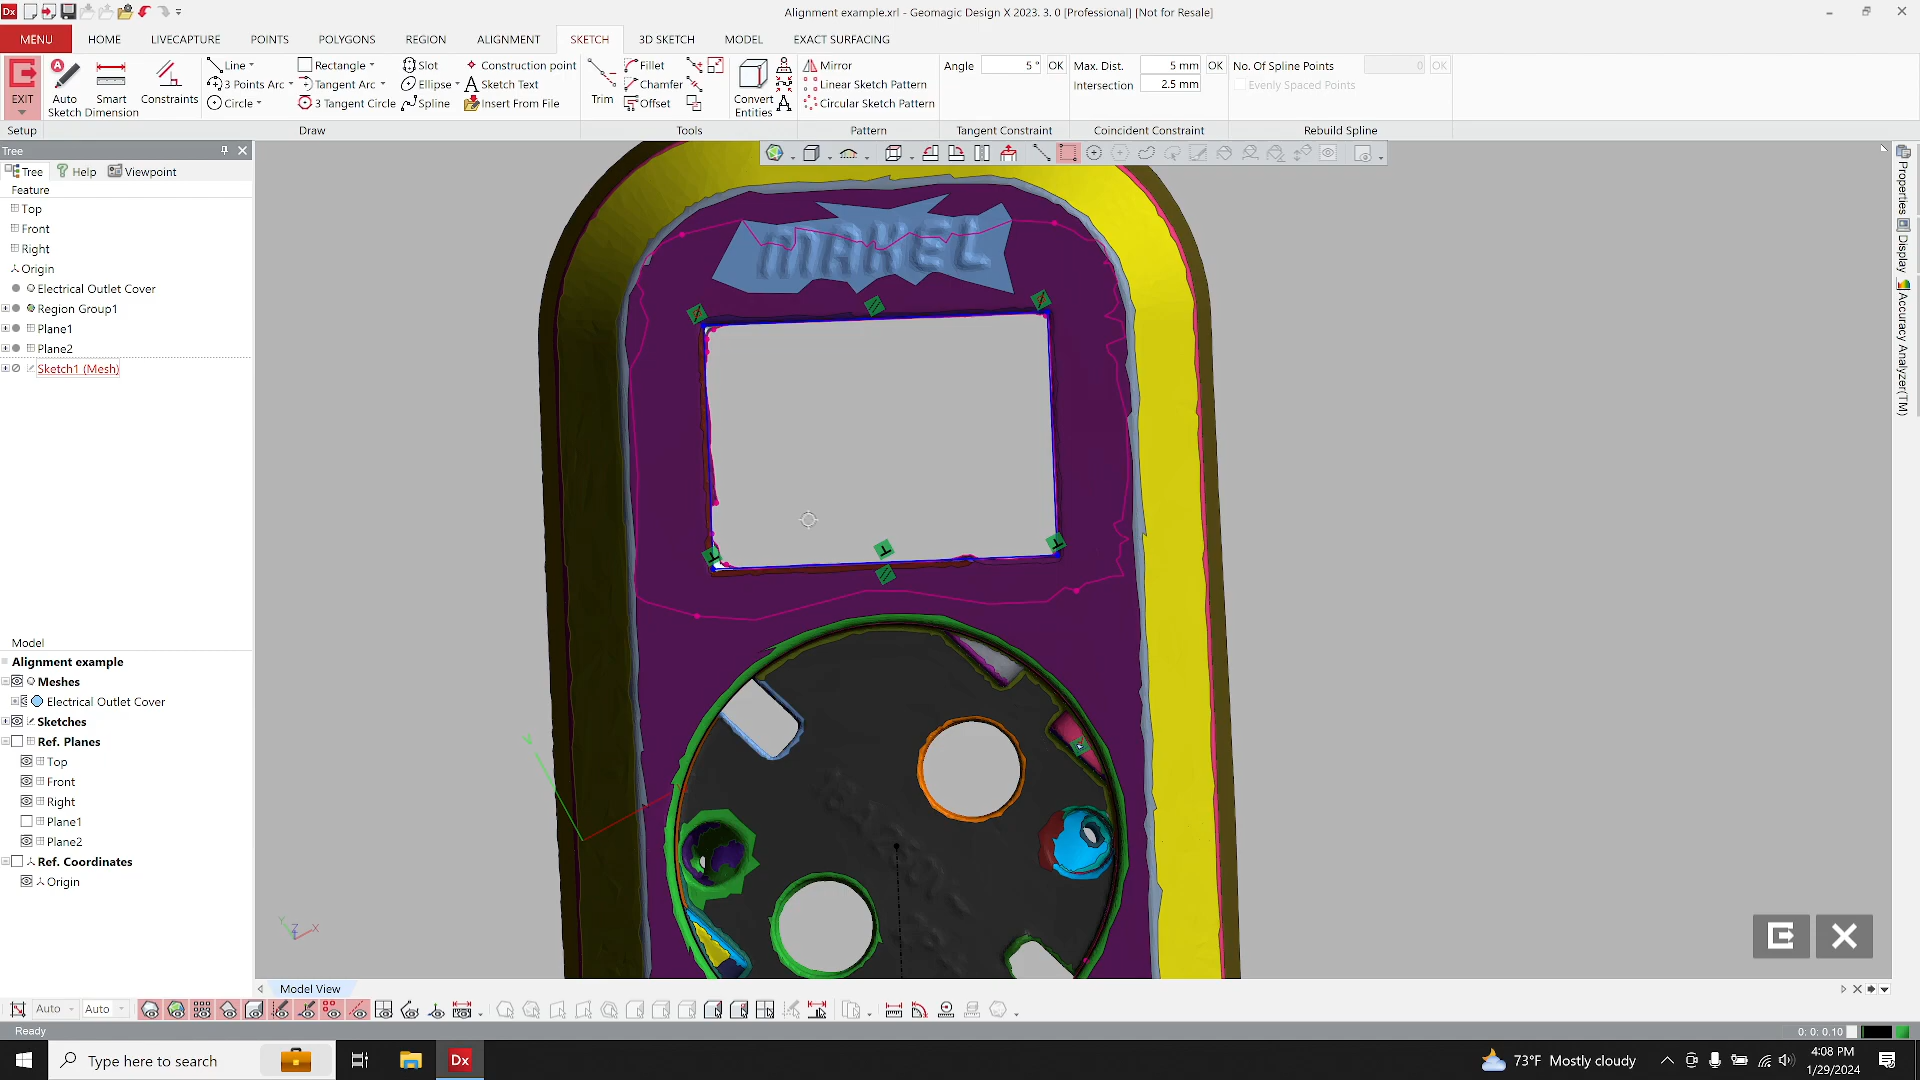 Dx
Alignment example.xrl - Geomagic Design X 2023. 3. 0 [Professional] [Not for Resale]
MENU HOME LIVECAPTURE POINTS POLYGONS REGION ALIGNMENT SKETCH 3D SKETCH MODEL EXACT SURFACING
Line Rectangle Slot Construction point Fillet Mirror Angle 5 ° OK Max. Dist. 5 mm OK No. Of Spline Points 0 OK
3 Points Arc Tangent Arc Ellipse Sketch Text Chamfer Linear Sketch Pattern Intersection 2.5 mm Evenly Spaced Points
EXIT Auto Sketch Smart Dimension Constraints Circle 3 Tangent Circle Spline Insert From File Trim Offset Convert Entities Circular Sketch Pattern
Setup Draw Tools Pattern Tangent Constraint Coincident Constraint Rebuild Spline
Tree
Tree Help Viewpoint
Feature
Top
Front
Right
Origin
Electrical Outlet Cover
Region Group1
Plane1
Plane2
Sketch1 (Mesh)
MAKEL
Properties
Display
Accuracy Analyzer(TM)
Model
Alignment example
Meshes
Electrical Outlet Cover
Sketches
Ref. Planes
Top
Front
Right
Plane1
Plane2
Ref. Coordinates
Origin
Y
Z
X
Model View
Auto Auto
Ready
0: 0: 0.10
Type here to search
Dx
73°F Mostly cloudy
4:08 PM
1/29/2024